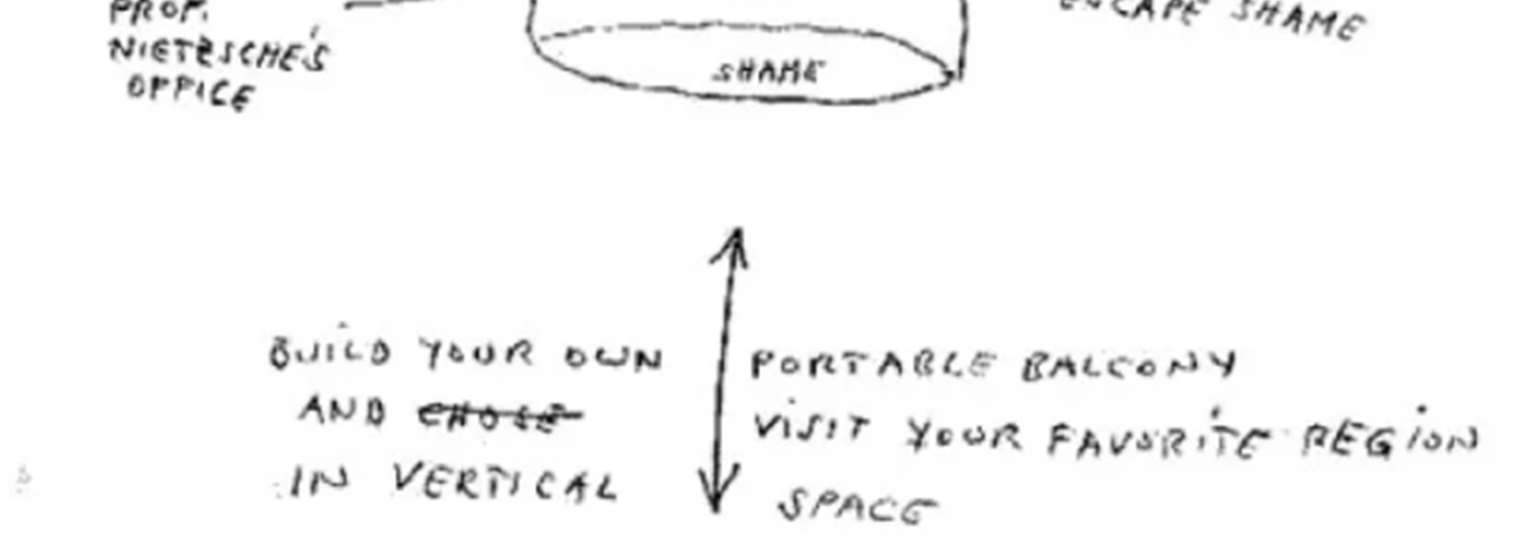 PROF.
NIETZSCHE'S
OFFICE
ESCAPE SHAME
SHAME
BUILD YOUR OWN PORTABLE BALCONY
AND CHOSE VISIT YOUR FAVORITE REGION
IN VERTICAL SPACE